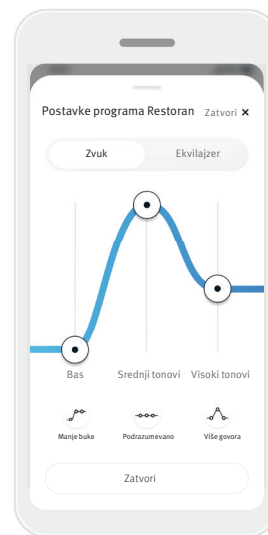 Postavke programa Restoran Zatvori ×
Zvuk Ekvilajzer
Bas Srednji tonovi Visoki tonovi
Manje buke Podrazumevano Više govora
Zatvori